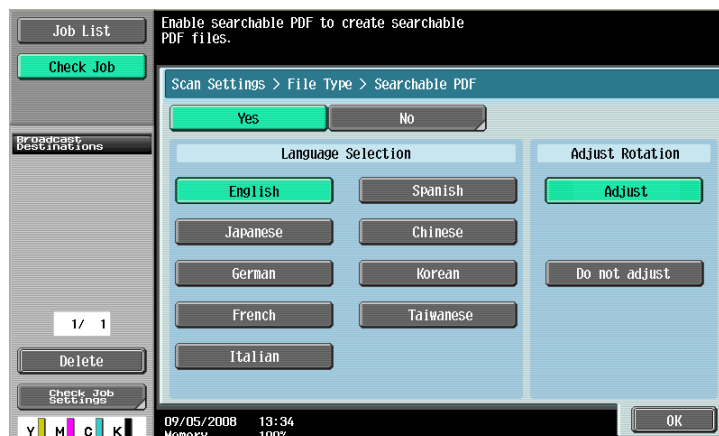 Job List
Check Job
Enable searchable PDF to create searchable
PDF files.
Scan Settings > File Type > Searchable PDF
Yes
No
Broadcast
Destinations
Language Selection
Adjust Rotation
English
Spanish
Adjust
Japanese
Chinese
German
Korean
Do not adjust
French
Taiwanese
Italian
1/ 1
Delete
Check Job
Settings
Y M C K
09/05/2008 13:34
Memory 100%
OK